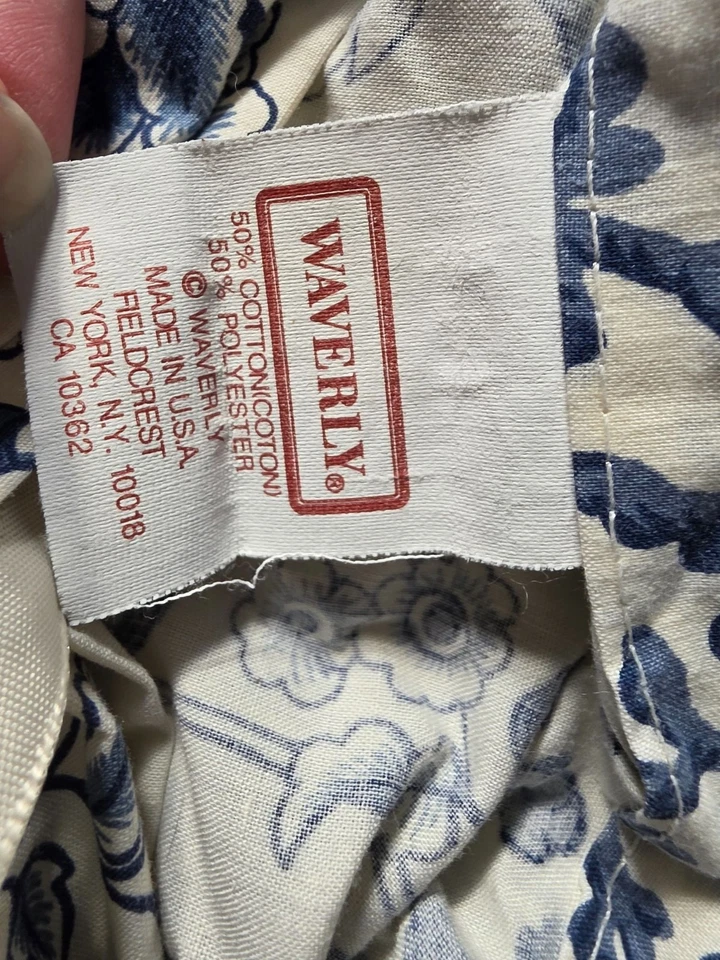 WAVERLY®
50% COTTON(COTON)
50% POLYESTER
© WAVERLY
MADE IN U.S.A.
FIELDCREST
NEW YORK, N.Y. 10018
CA 10362